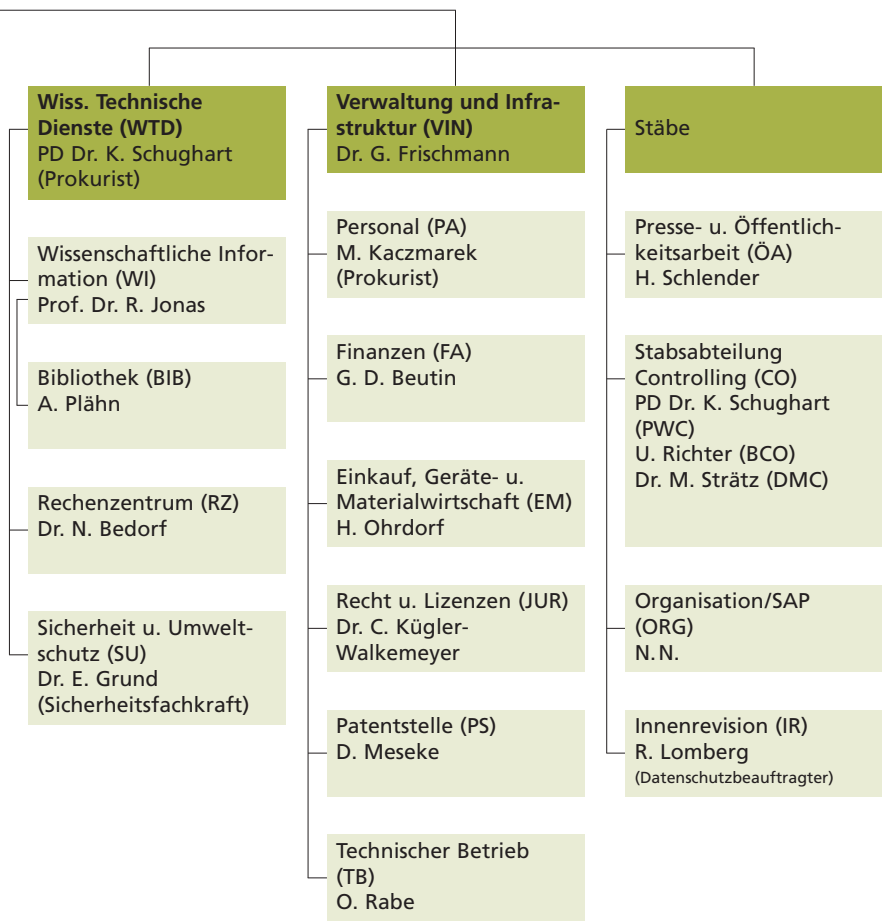 Wiss. Technische
Dienste (WTD)
PD Dr. K. Schughart
(Prokurist)
Wissenschaftliche Infor-
mation (WI)
Prof. Dr. R. Jonas
Bibliothek (BIB)
A. Plähn
Rechenzentrum (RZ)
Dr. N. Bedorf
Sicherheit u. Umwelt-
schutz (SU)
Dr. E. Grund
(Sicherheitsfachkraft)
Verwaltung und Infra-
struktur (VIN)
Dr. G. Frischmann
Personal (PA)
M. Kaczmarek
(Prokurist)
Finanzen (FA)
G. D. Beutin
Einkauf, Geräte- u.
Materialwirtschaft (EM)
H. Ohrdorf
Recht u. Lizenzen (JUR)
Dr. C. Kügler-
Walkemeyer
Patentstelle (PS)
D. Meseke
Technischer Betrieb
(TB)
O. Rabe
Stäbe
Presse- u. Öffentlich-
keitsarbeit (ÖA)
H. Schlender
Stabsabteilung
Controlling (CO)
PD Dr. K. Schughart
(PWC)
U. Richter (BCO)
Dr. M. Strätz (DMC)
Organisation/SAP
(ORG)
N. N.
Innenrevision (IR)
R. Lomberg
(Datenschutzbeauftragter)